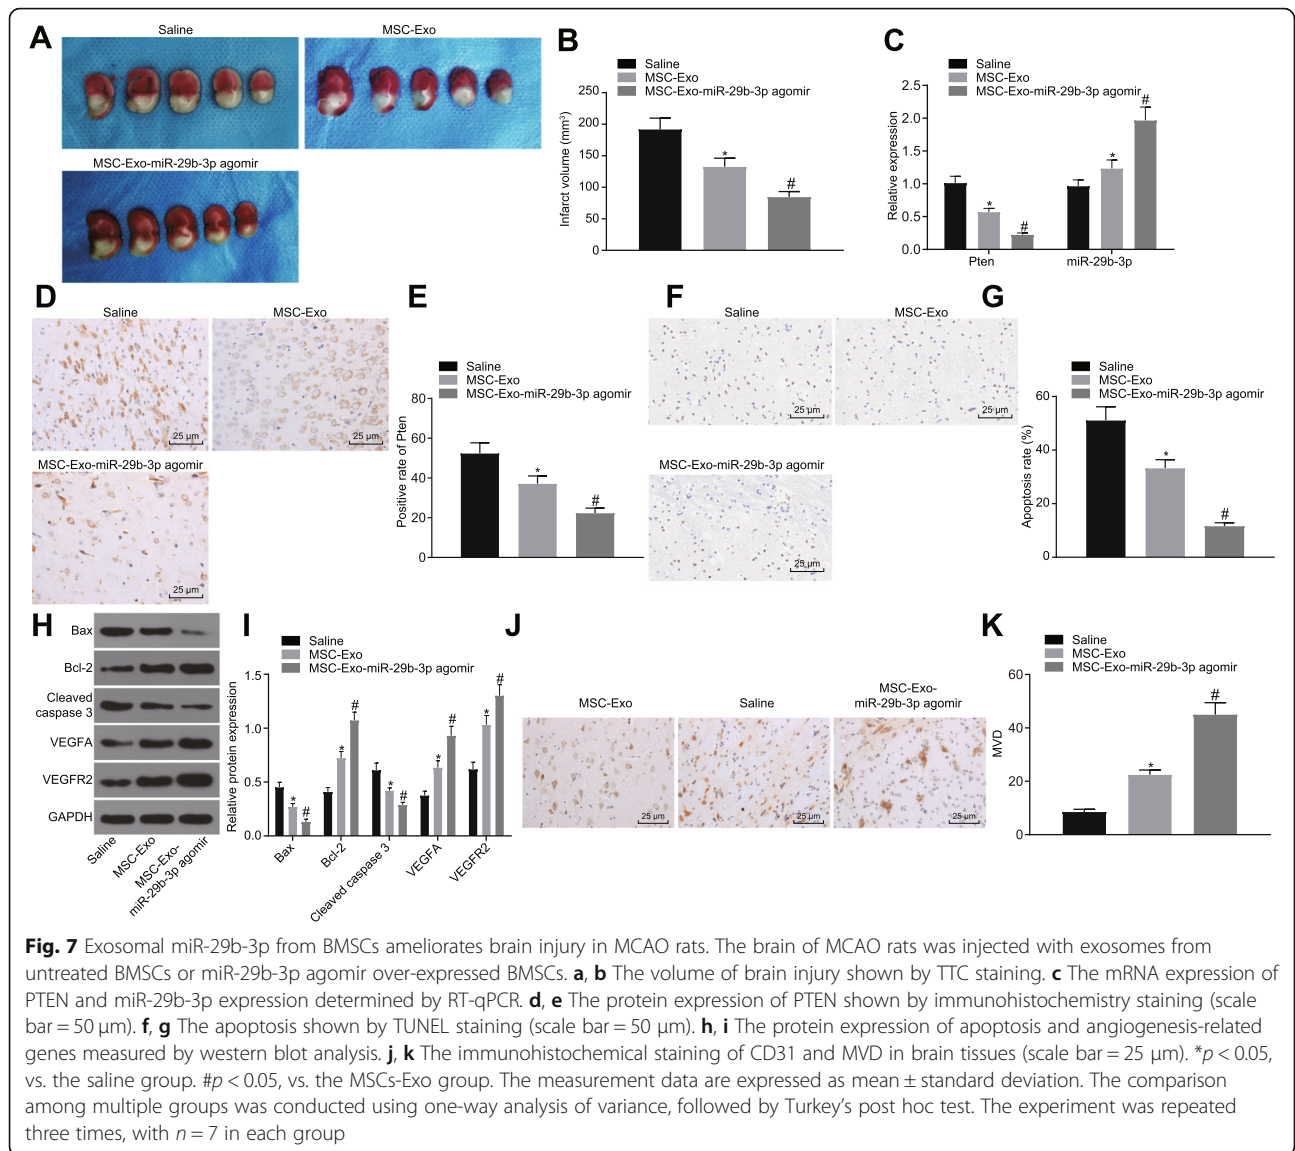 A
Saline
MSC-Exo
MSC-Exo-miR-29b-3p agomir
B
Saline
MSC-Exo
MSC-Exo-miR-29b-3p agomir
Infarct volume (mm³)
250
200
150
100
50
0
*
#
C
Saline
MSC-Exo
MSC-Exo-miR-29b-3p agomir
Relative expression
2.5
2.0
1.5
1.0
0.5
0.0
*
#
*
#
Pten
miR-29b-3p
D
Saline
MSC-Exo
25 µm
25 µm
MSC-Exo-miR-29b-3p agomir
25 µm
E
Saline
MSC-Exo
MSC-Exo-miR-29b-3p agomir
Positive rate of Pten
80
60
40
20
0
*
#
F
Saline
MSC-Exo
25 µm
25 µm
MSC-Exo-miR-29b-3p agomir
25 µm
G
Saline
MSC-Exo
MSC-Exo-miR-29b-3p agomir
Apoptosis rate (%)
60
40
20
0
*
#
H
Bax
Bcl-2
Cleaved
caspase 3
VEGFA
VEGFR2
GAPDH
Saline
MSC-Exo
MSC-Exo-
miR-29b-3p agomir
I
Saline
MSC-Exo
MSC-Exo-miR-29b-3p agomir
Relative protein expression
1.5
1.0
0.5
0.0
*
#
*
#
*
#
*
#
*
#
Bax
Bcl-2
Cleaved caspase 3
VEGFA
VEGFR2
J
MSC-Exo
Saline
MSC-Exo-
miR-29b-3p agomir
25 µm
25 µm
25 µm
K
Saline
MSC-Exo
MSC-Exo-miR-29b-3p agomir
MVD
60
40
20
0
*
#
Fig. 7 Exosomal miR-29b-3p from BMSCs ameliorates brain injury in MCAO rats. The brain of MCAO rats was injected with exosomes from
untreated BMSCs or miR-29b-3p agomir over-expressed BMSCs. a, b The volume of brain injury shown by TTC staining. c The mRNA expression of
PTEN and miR-29b-3p expression determined by RT-qPCR. d, e The protein expression of PTEN shown by immunohistochemistry staining (scale
bar = 50 µm). f, g The apoptosis shown by TUNEL staining (scale bar = 50 µm). h, i The protein expression of apoptosis and angiogenesis-related
genes measured by western blot analysis. j, k The immunohistochemical staining of CD31 and MVD in brain tissues (scale bar = 25 µm). *p < 0.05,
vs. the saline group. #p < 0.05, vs. the MSCs-Exo group. The measurement data are expressed as mean ± standard deviation. The comparison
among multiple groups was conducted using one-way analysis of variance, followed by Turkey's post hoc test. The experiment was repeated
three times, with n = 7 in each group